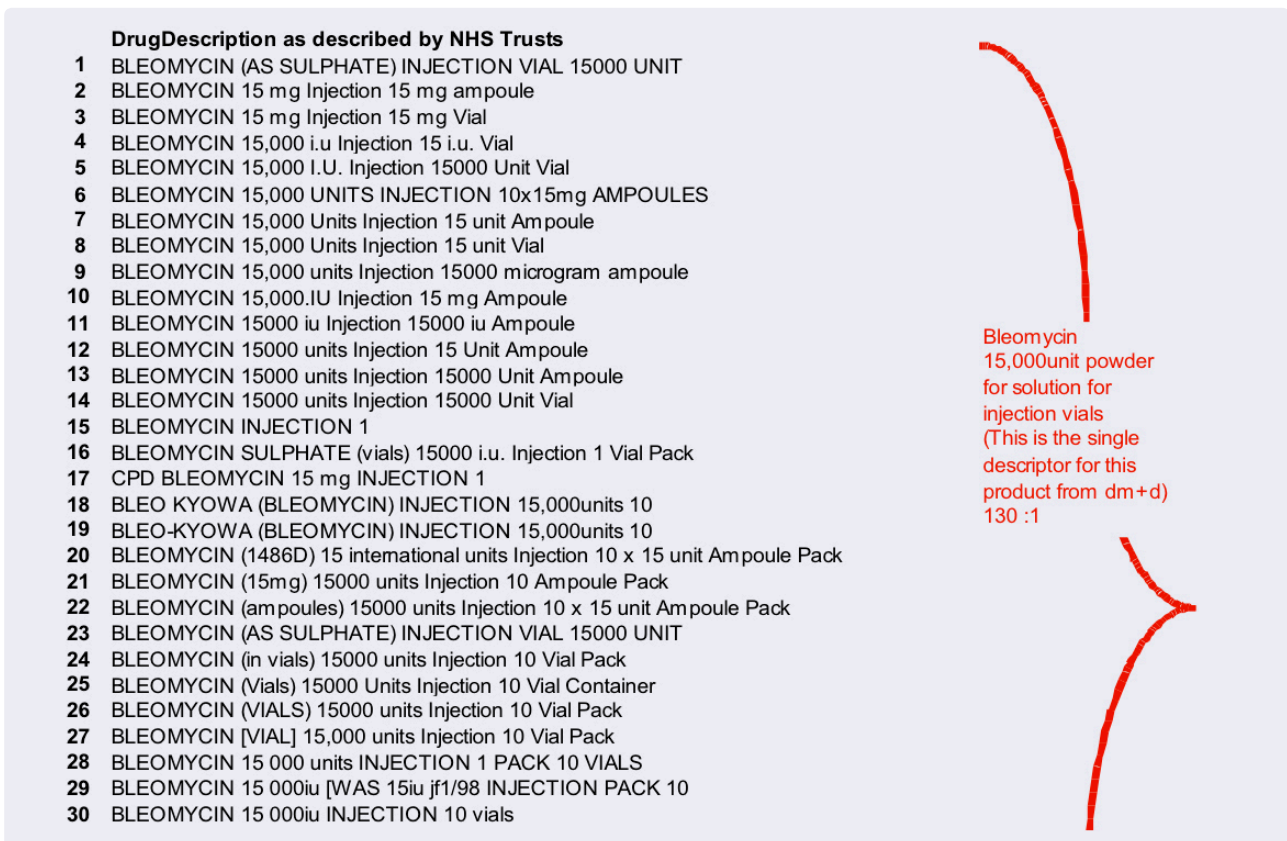 DrugDescription as described by NHS Trusts
1 BLEOMYCIN (AS SULPHATE) INJECTION VIAL 15000 UNIT
2 BLEOMYCIN 15 mg Injection 15 mg ampoule
3 BLEOMYCIN 15 mg Injection 15 mg Vial
4 BLEOMYCIN 15,000 i.u Injection 15 i.u. Vial
5 BLEOMYCIN 15,000 I.U. Injection 15000 Unit Vial
6 BLEOMYCIN 15,000 UNITS INJECTION 10x15mg AMPOULES
7 BLEOMYCIN 15,000 Units Injection 15 unit Ampoule
8 BLEOMYCIN 15,000 Units Injection 15 unit Vial
9 BLEOMYCIN 15,000 units Injection 15000 microgram ampoule
10 BLEOMYCIN 15,000.IU Injection 15 mg Ampoule
11 BLEOMYCIN 15000 iu Injection 15000 iu Ampoule
12 BLEOMYCIN 15000 units Injection 15 Unit Ampoule
13 BLEOMYCIN 15000 units Injection 15000 Unit Ampoule
14 BLEOMYCIN 15000 units Injection 15000 Unit Vial
15 BLEOMYCIN INJECTION 1
16 BLEOMYCIN SULPHATE (vials) 15000 i.u. Injection 1 Vial Pack
17 CPD BLEOMYCIN 15 mg INJECTION 1
18 BLEO KYOWA (BLEOMYCIN) INJECTION 15,000units 10
19 BLEO-KYOWA (BLEOMYCIN) INJECTION 15,000units 10
20 BLEOMYCIN (1486D) 15 international units Injection 10 x 15 unit Ampoule Pack
21 BLEOMYCIN (15mg) 15000 units Injection 10 Ampoule Pack
22 BLEOMYCIN (ampoules) 15000 units Injection 10 x 15 unit Ampoule Pack
23 BLEOMYCIN (AS SULPHATE) INJECTION VIAL 15000 UNIT
24 BLEOMYCIN (in vials) 15000 units Injection 10 Vial Pack
25 BLEOMYCIN (Vials) 15000 Units Injection 10 Vial Container
26 BLEOMYCIN (VIALS) 15000 units Injection 10 Vial Pack
27 BLEOMYCIN [VIAL] 15,000 units Injection 10 Vial Pack
28 BLEOMYCIN 15 000 units INJECTION 1 PACK 10 VIALS
29 BLEOMYCIN 15 000iu [WAS 15iu jf1/98 INJECTION PACK 10
30 BLEOMYCIN 15 000iu INJECTION 10 vials
Bleomycin
15,000unit powder
for solution for
injection vials
(This is the single
descriptor for this
product from dm+d)
130 :1